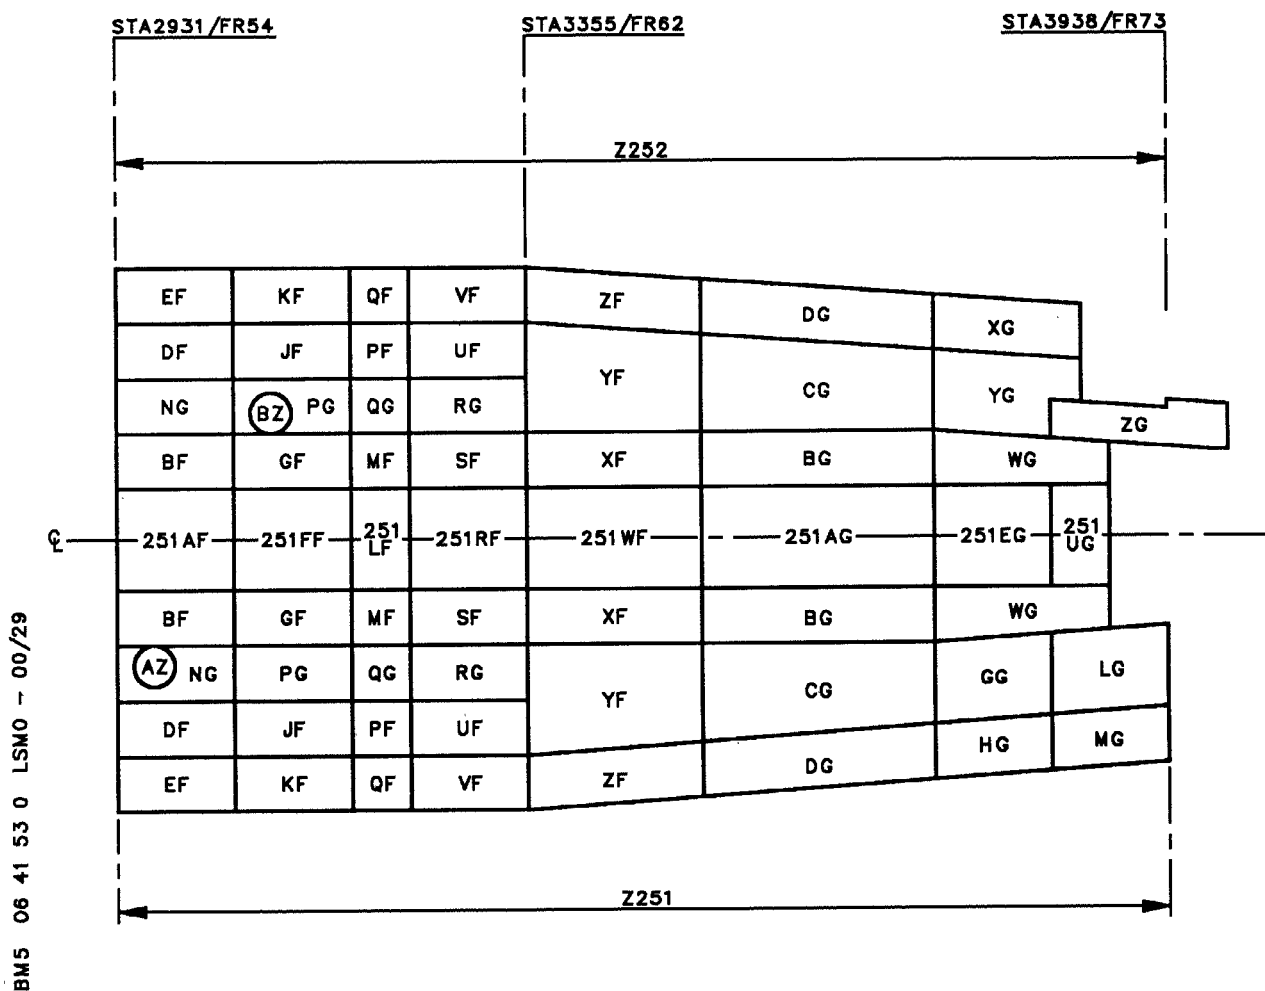 STA2931/FR54 STA3355/FR62 STA3938/FR73
Z252
EF KF QF VF ZF DG XG
DF JF PF UF YF CG YG
NG BZ PG QG RG ZG
BF GF MF SF XF BG WG
℄ 251AF 251FF 251 LF 251RF 251WF 251AG 251EG 251 UG
BF GF MF SF XF BG WG
AZ NG PG QG RG YF CG GG LG
DF JF PF UF HG MG
EF KF QF VF ZF DG
Z251
BM5 06 41 53 0 LSM0 - 00/29